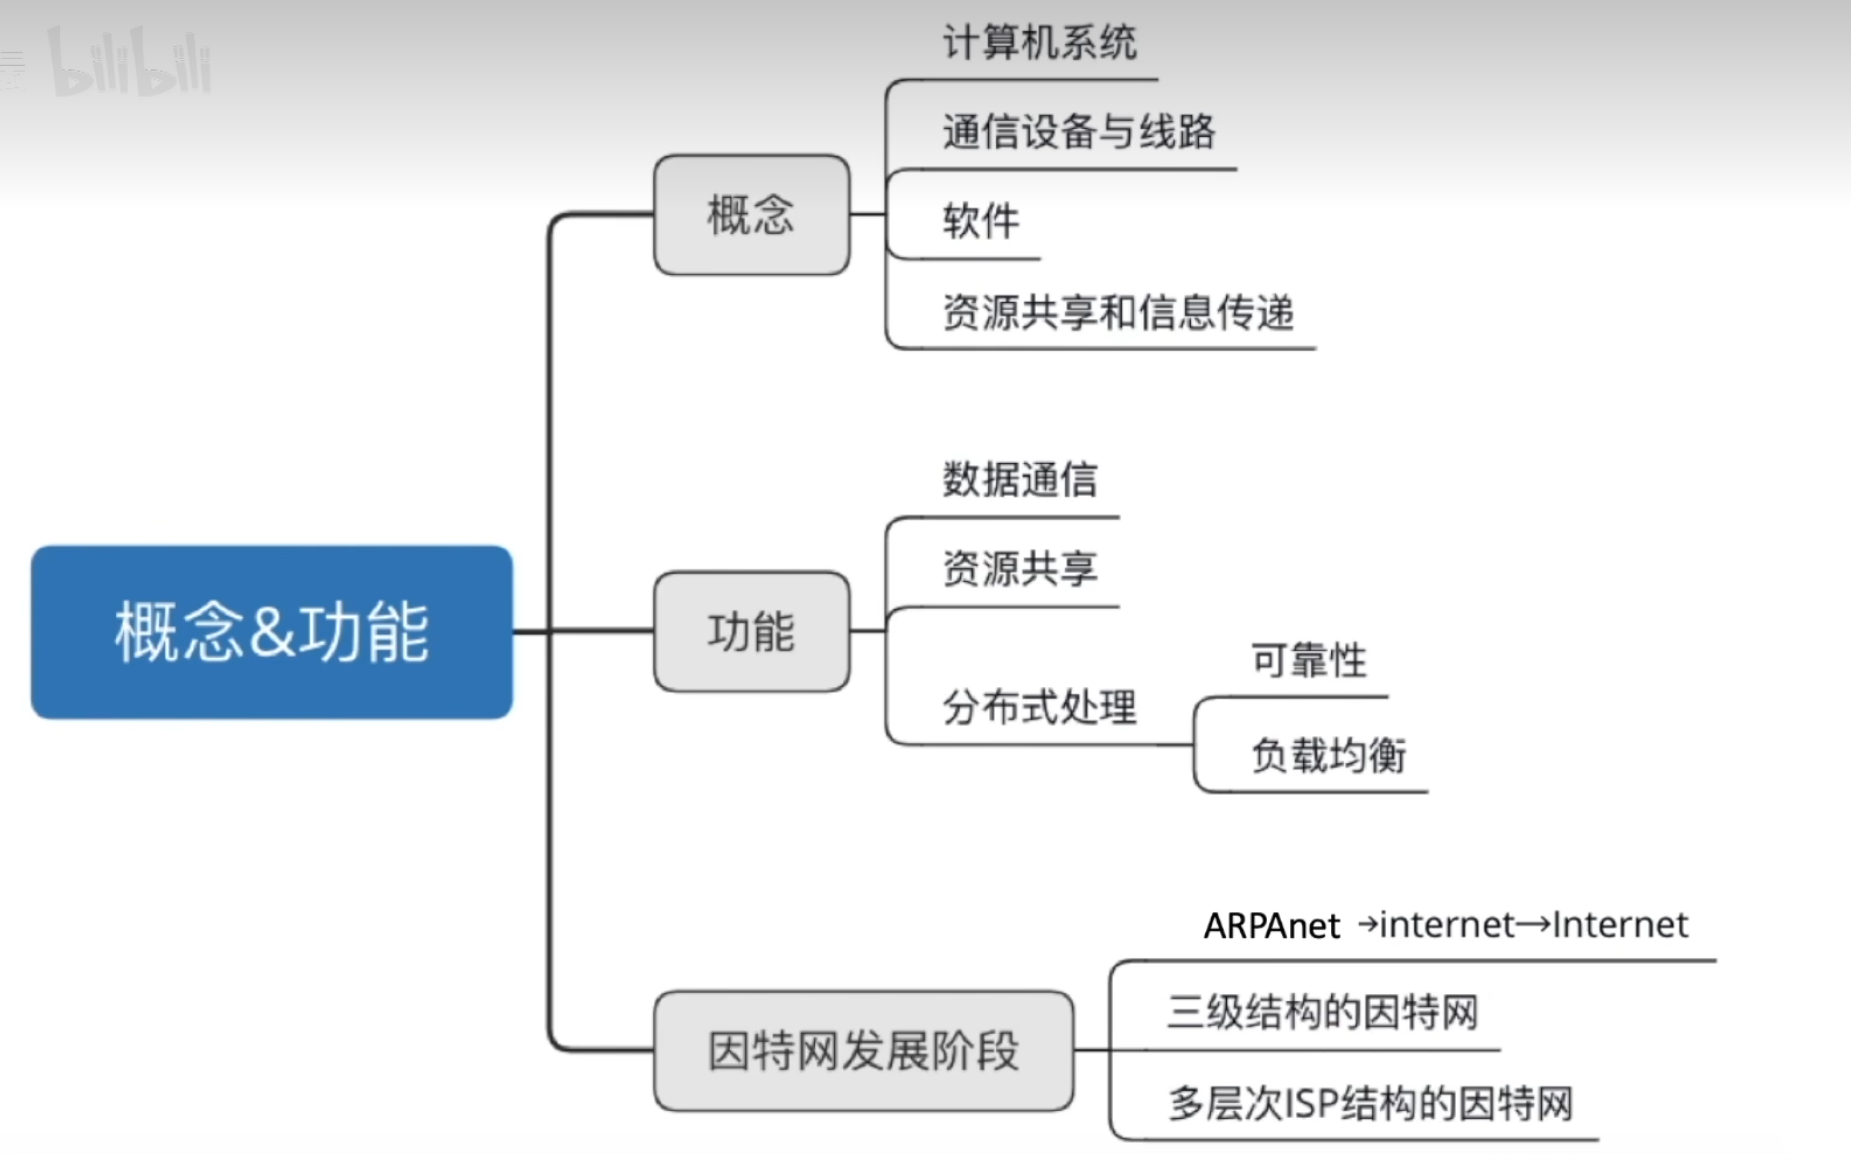 bilibili
概念&功能
概念
计算机系统
通信设备与线路
软件
资源共享和信息传递
功能
数据通信
资源共享
分布式处理
可靠性
负载均衡
因特网发展阶段
ARPAnet →internet→Internet
三级结构的因特网
多层次ISP结构的因特网